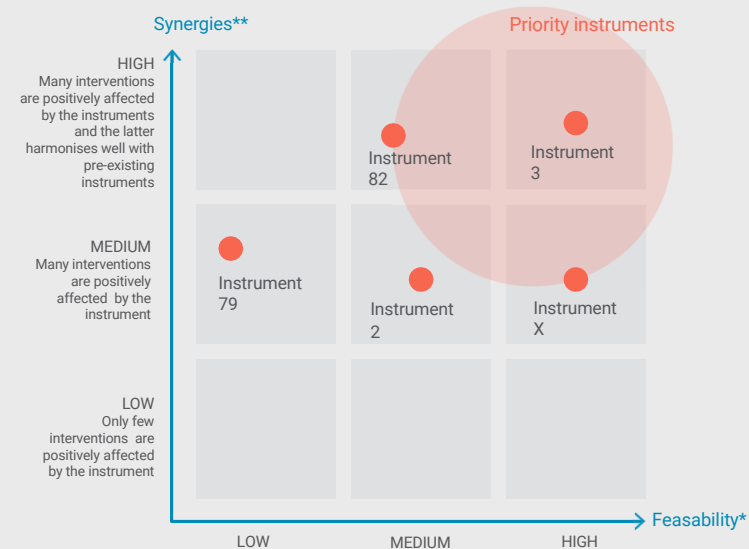 Synergies**
Priority instruments
HIGH
Many interventions
are positively affected
by the instruments
and the latter
harmonises well with
pre-existing
instruments
Instrument
82
Instrument
3
MEDIUM
Many interventions
are positively
affected by the
instrument
Instrument
79
Instrument
2
Instrument
X
LOW
Only few
interventions are
positively affected
by the instrument
Feasability*
LOW
MEDIUM
HIGH